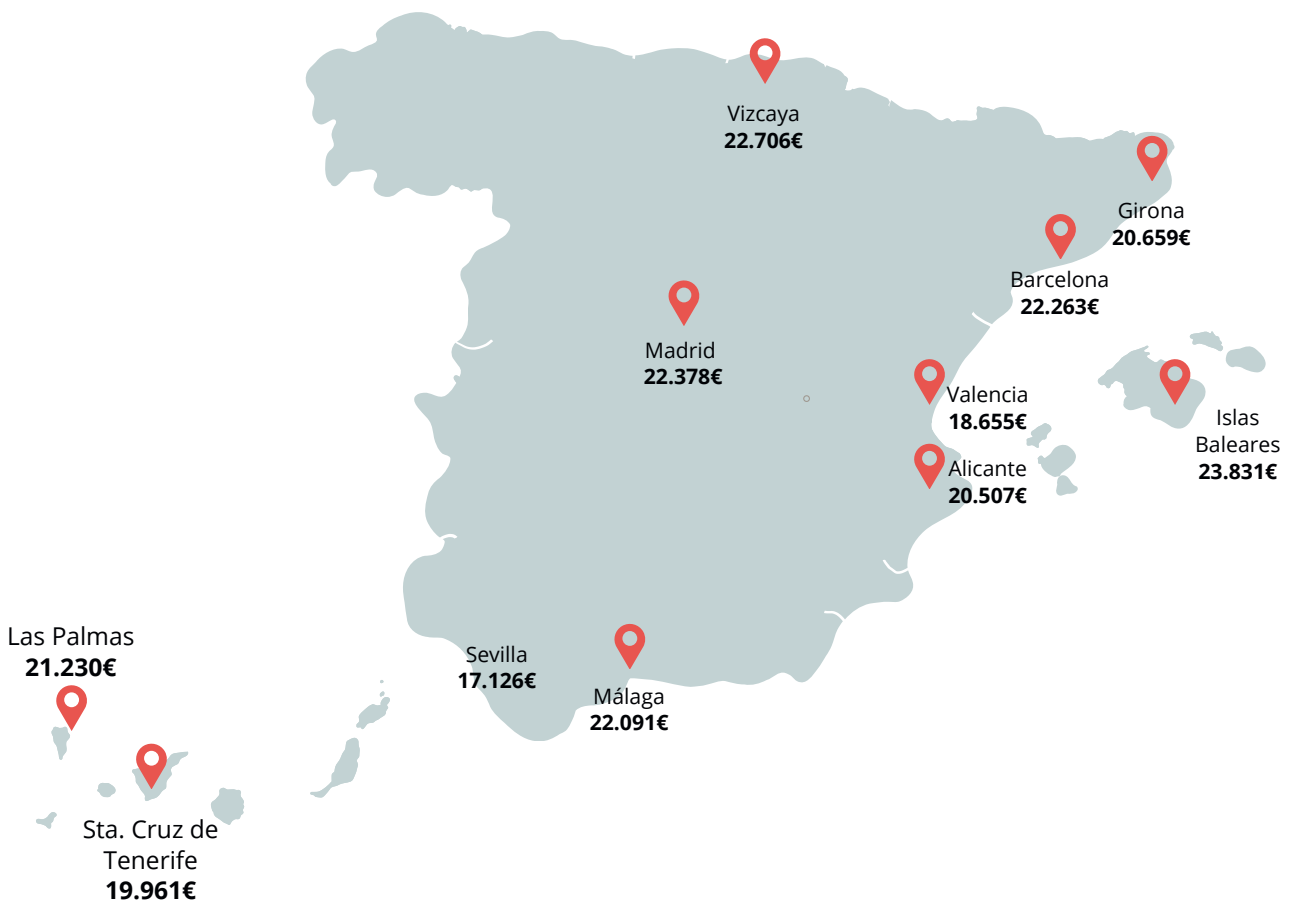 Vizcaya
22.706€
Girona
20.659€
Barcelona
22.263€
Madrid
22.378€
Valencia
18.655€
Islas
Baleares
23.831€
Alicante
20.507€
Las Palmas
21.230€
Sevilla
17.126€
Málaga
22.091€
Sta. Cruz de
Tenerife
19.961€